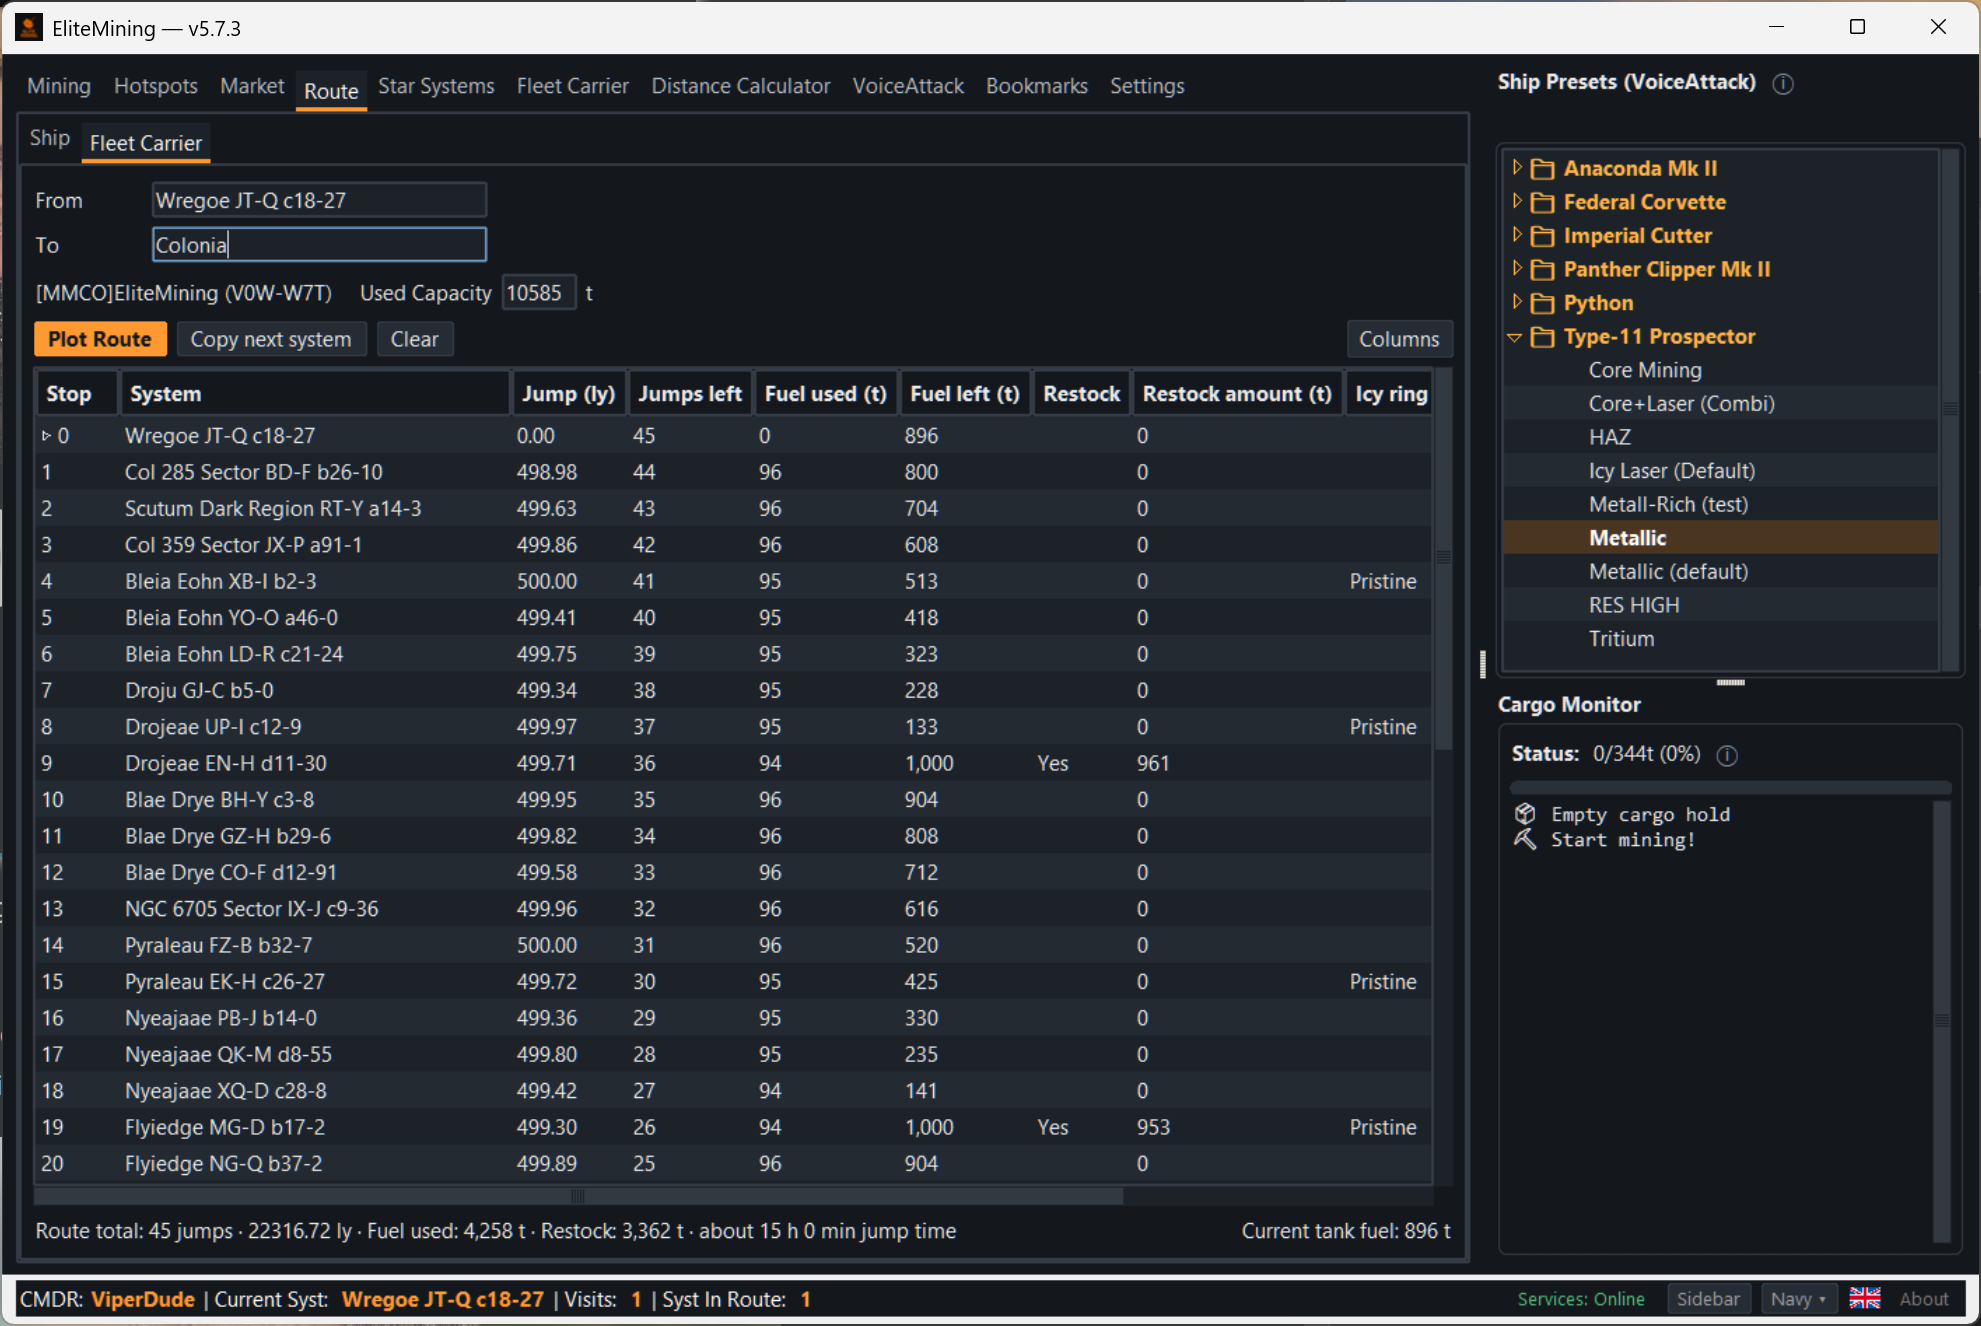 EliteMining — v5.7.3
Mining Hotspots Market Route Star Systems Fleet Carrier Distance Calculator VoiceAttack Bookmarks Settings
Ship Fleet Carrier
From Wregoe JT-Q c18-27
To Colonia
[MMCO]EliteMining (V0W-W7T) Used Capacity 10585 t
Plot Route Copy next system Clear Columns
Stop System Jump (ly) Jumps left Fuel used (t) Fuel left (t) Restock Restock amount (t) Icy ring
0 Wregoe JT-Q c18-27 0.00 45 0 896 0
1 Col 285 Sector BD-F b26-10 498.98 44 96 800 0
2 Scutum Dark Region RT-Y a14-3 499.63 43 96 704 0
3 Col 359 Sector JX-P a91-1 499.86 42 96 608 0
4 Bleia Eohn XB-I b2-3 500.00 41 95 513 0 Pristine
5 Bleia Eohn YO-O a46-0 499.41 40 95 418 0
6 Bleia Eohn LD-R c21-24 499.75 39 95 323 0
7 Droju GJ-C b5-0 499.34 38 95 228 0
8 Drojeae UP-I c12-9 499.97 37 95 133 0 Pristine
9 Drojeae EN-H d11-30 499.71 36 94 1,000 Yes 961
10 Blae Drye BH-Y c3-8 499.95 35 96 904 0
11 Blae Drye GZ-H b29-6 499.82 34 96 808 0
12 Blae Drye CO-F d12-91 499.58 33 96 712 0
13 NGC 6705 Sector IX-J c9-36 499.96 32 96 616 0
14 Pyraleau FZ-B b32-7 500.00 31 96 520 0
15 Pyraleau EK-H c26-27 499.72 30 95 425 0 Pristine
16 Nyeajaae PB-J b14-0 499.36 29 95 330 0
17 Nyeajaae QK-M d8-55 499.80 28 95 235 0
18 Nyeajaae XQ-D c28-8 499.42 27 94 141 0
19 Flyiedge MG-D b17-2 499.30 26 94 1,000 Yes 953 Pristine
20 Flyiedge NG-Q b37-2 499.89 25 96 904 0
Route total: 45 jumps · 22316.72 ly · Fuel used: 4,258 t · Restock: 3,362 t · about 15 h 0 min jump time Current tank fuel: 896 t
Ship Presets (VoiceAttack)
Anaconda Mk II
Federal Corvette
Imperial Cutter
Panther Clipper Mk II
Python
Type-11 Prospector
Core Mining
Core+Laser (Combi)
HAZ
Icy Laser (Default)
Metall-Rich (test)
Metallic
Metallic (default)
RES HIGH
Tritium
Cargo Monitor
Status: 0/344t (0%)
Empty cargo hold
Start mining!
CMDR: ViperDude | Current Syst: Wregoe JT-Q c18-27 | Visits: 1 | Syst In Route: 1 Services: Online Sidebar Navy About